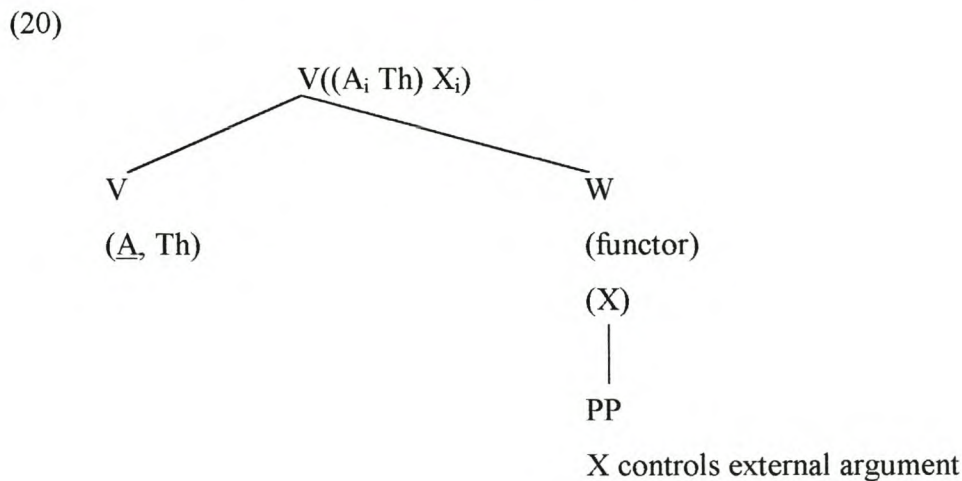 (20)
V((Aᵢ Th) Xᵢ)
V W
(A, Th) (functor)
(X)
PP
X controls external argument